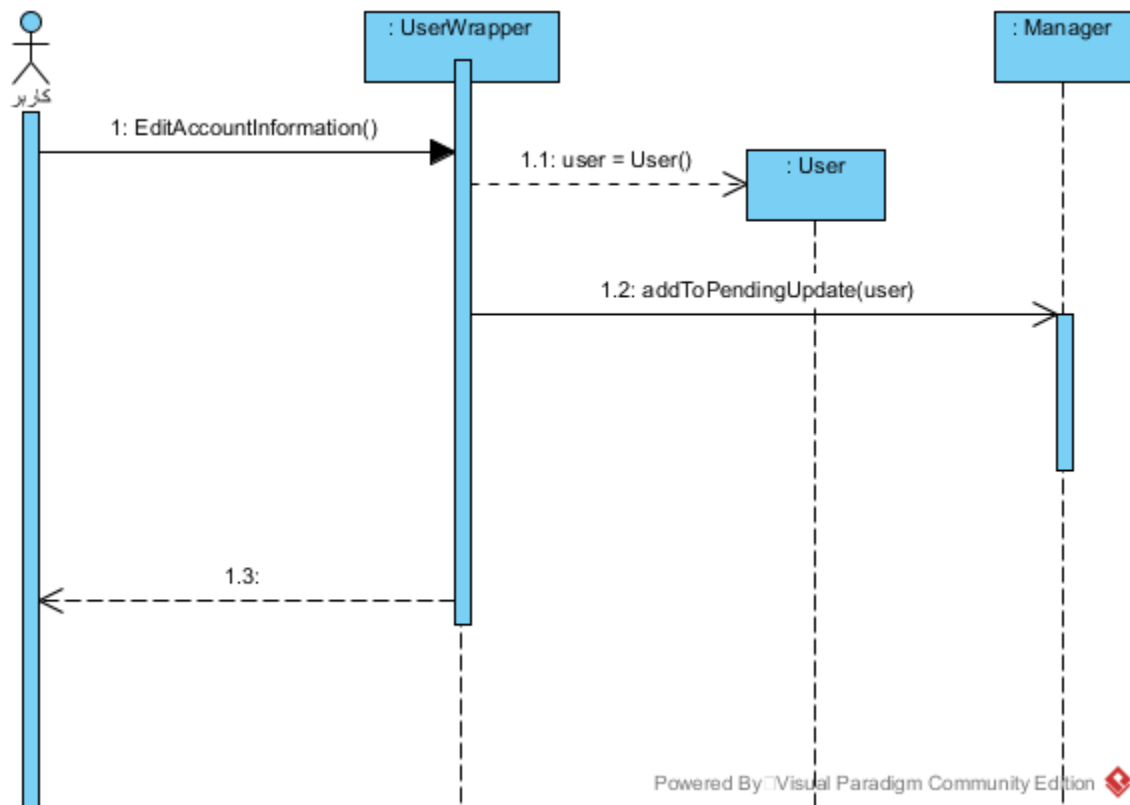 : UserWrapper
: Manager
کاربر
1: EditAccountInformation()
1.1: user = User()
: User
1.2: addToPendingUpdate(user)
1.3:
Powered By Visual Paradigm Community Edition